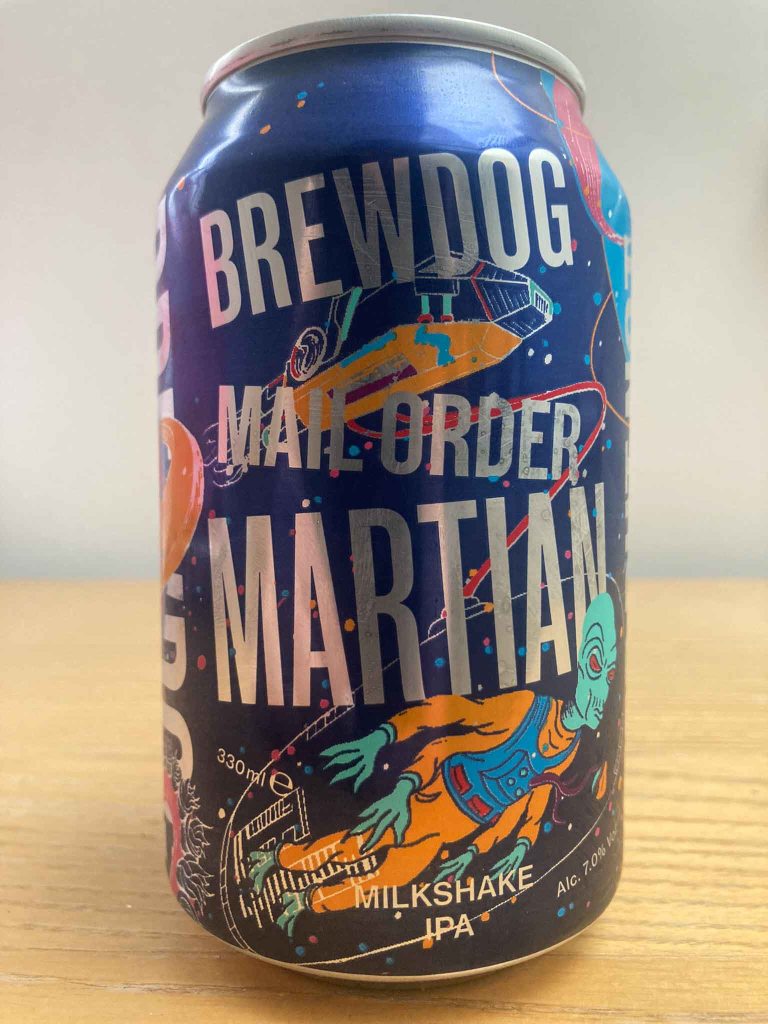 BREWDOG
MAIL ORDER
MARTIAN
330ml e
MILKSHAKE
IPA
Alc. 7.0% Vol